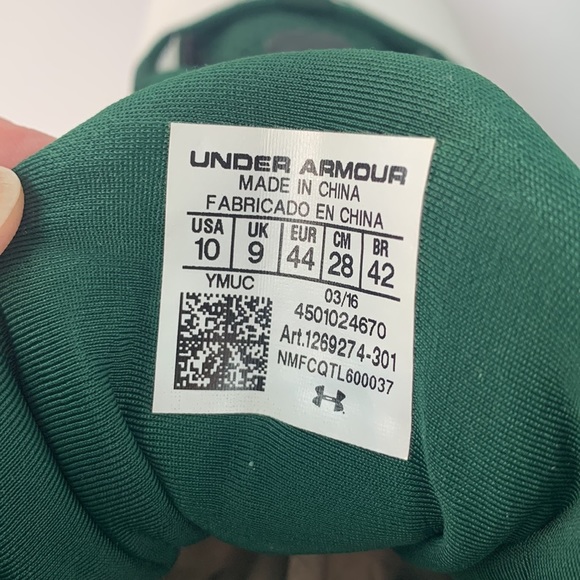 UNDER ARMOUR
MADE IN CHINA
FABRICADO EN CHINA
USA UK EUR CM BR
10 9 44 28 42
YMUC
03/16
4501024670
Art.1269274-301
NMFCQTL600037